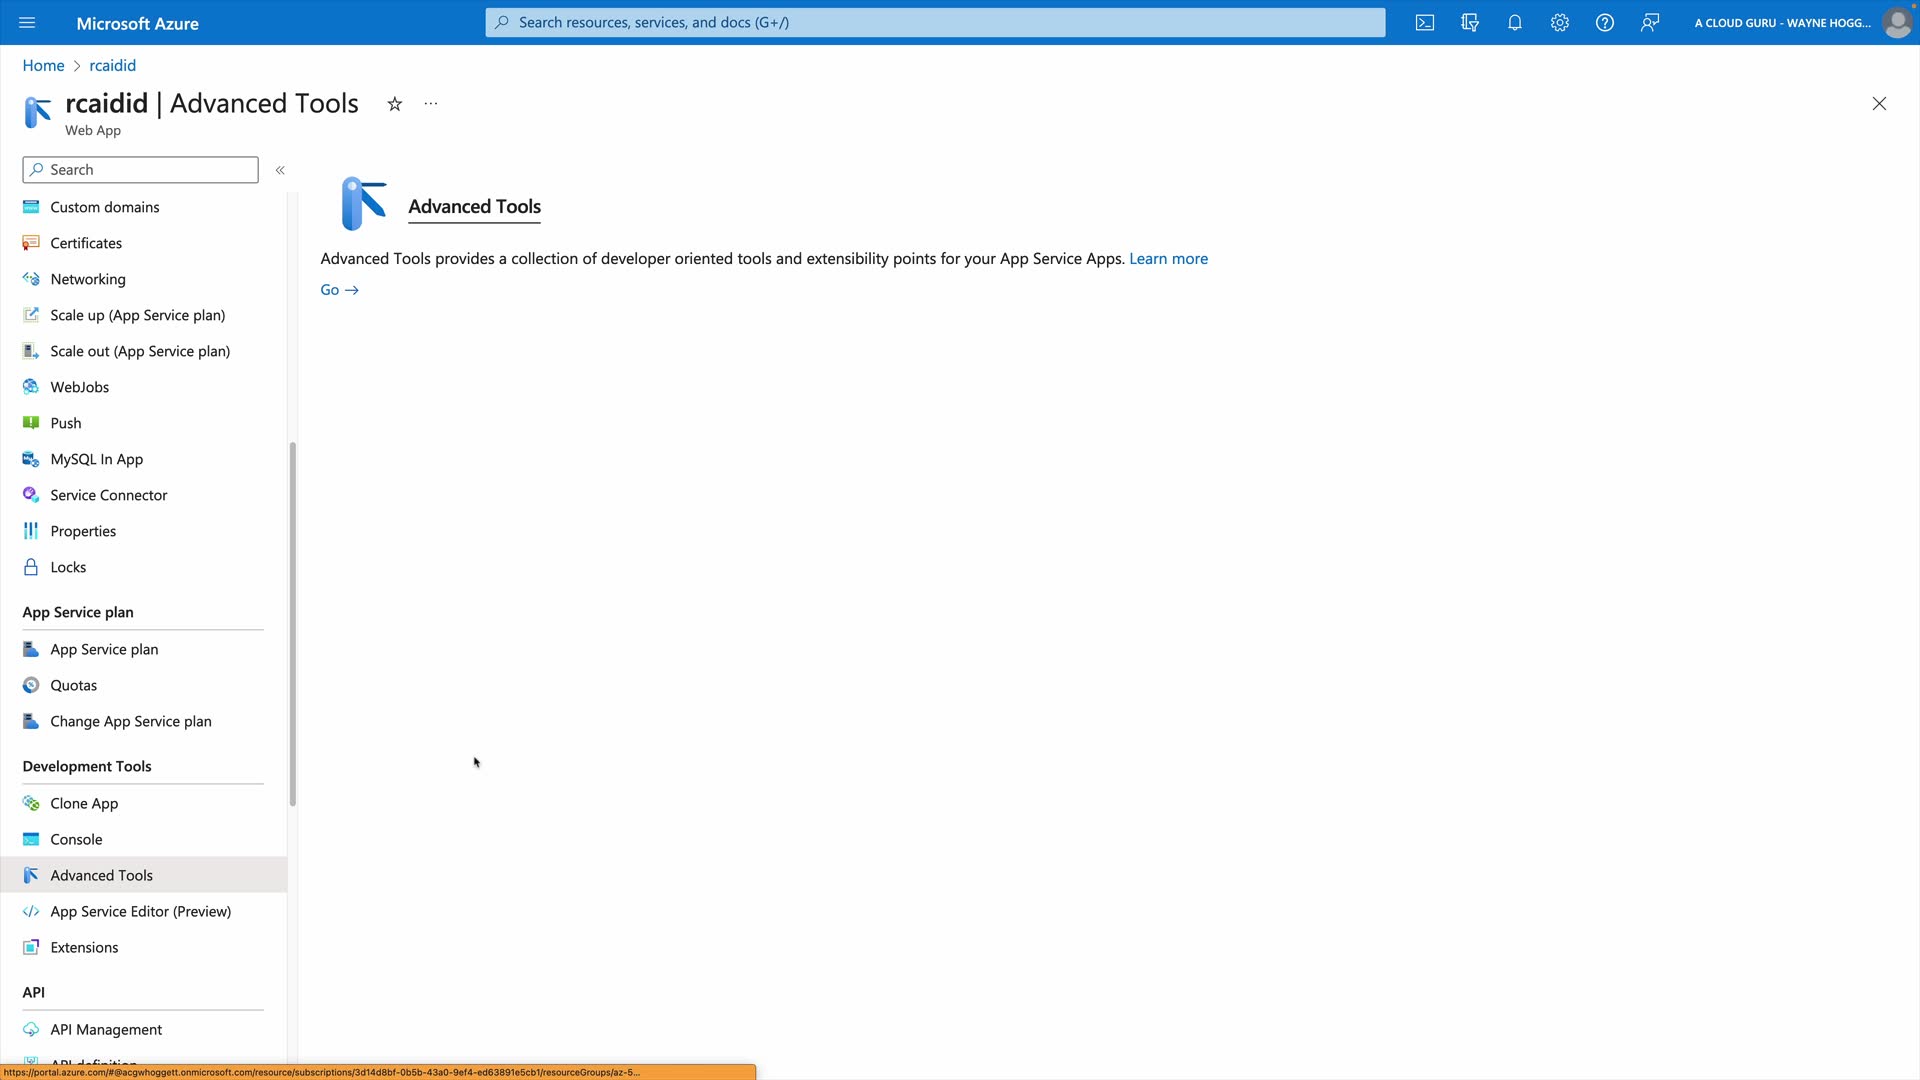 Microsoft Azure
Search resources, services, and docs (G+/)
A CLOUD GURU - WAYNE HOGG...
Home > rcaidid
rcaidid | Advanced Tools
...
Web App
Search
«
Custom domains
Certificates
Networking
Scale up (App Service plan)
Scale out (App Service plan)
WebJobs
Push
MySQL In App
Service Connector
Properties
Locks
App Service plan
App Service plan
Quotas
Change App Service plan
Development Tools
Clone App
Console
Advanced Tools
App Service Editor (Preview)
Extensions
API
API Management
API definition
Advanced Tools
Advanced Tools provides a collection of developer oriented tools and extensibility points for your App Service Apps. Learn more
Go →
https://portal.azure.com/#@acgwhoggett.onmicrosoft.com/resource/subscriptions/3d14d8bf-0b5b-43a0-9ef4-ed63891e5cb1/resourceGroups/az-5...